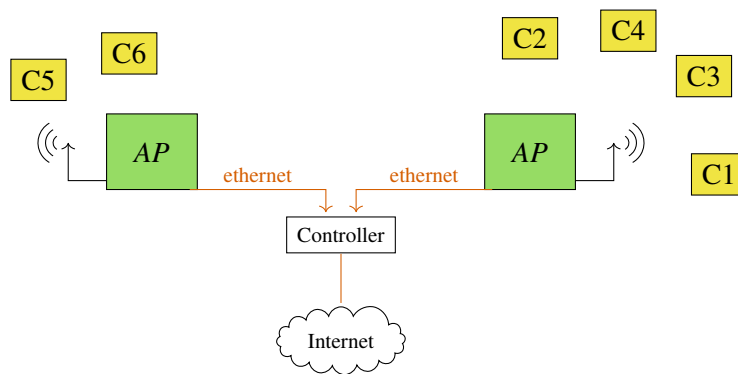 C2
C4
C6
C5
C3
AP
AP
C1
ethernet
ethernet
Controller
Internet